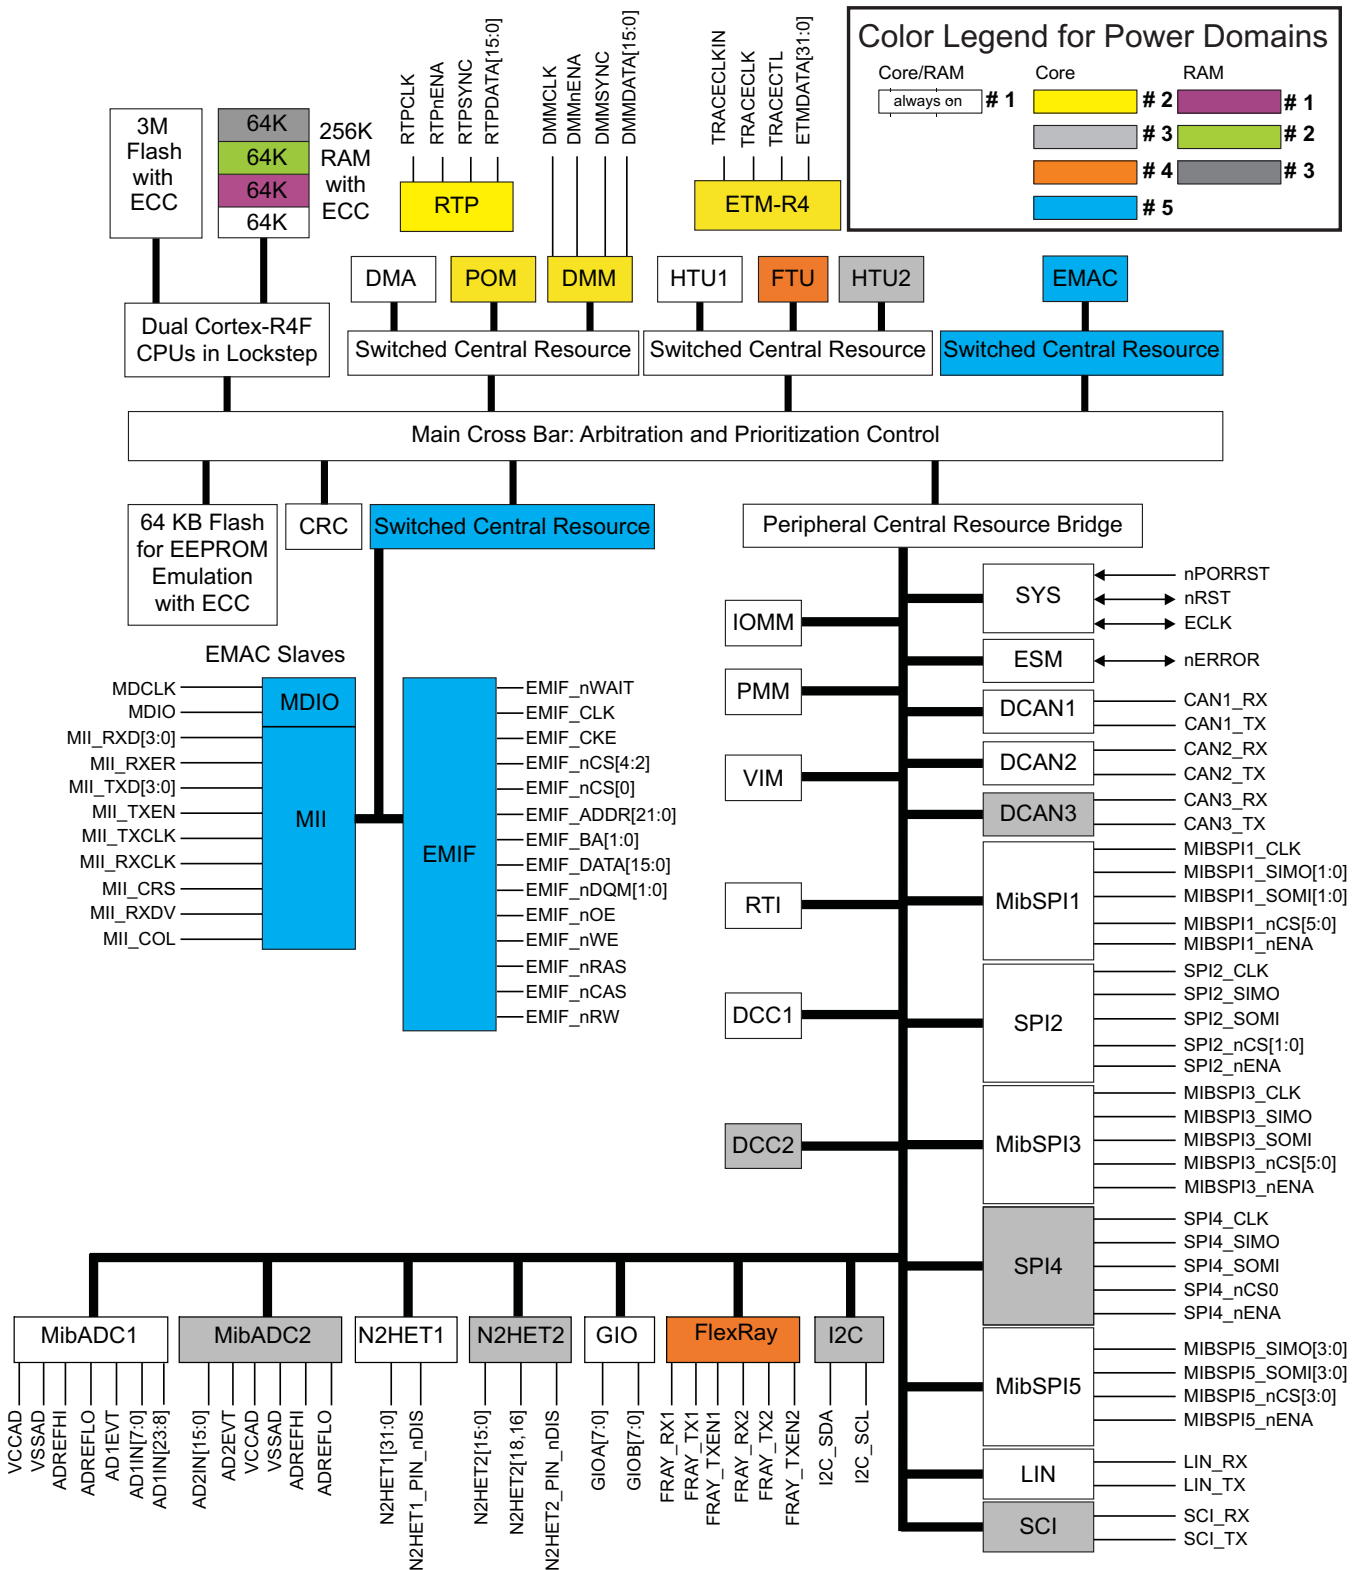 Color Legend for Power Domains
Core/RAM
Core
RAM
always on
# 1
# 2
# 1
# 3
# 2
# 4
# 3
# 5
3M
Flash
with
ECC
64K
64K
64K
64K
256K
RAM
with
ECC
RTPCLK
RTPnENA
RTPSYNC
RTPDATA[15:0]
RTP
DMMCLK
DMMnENA
DMMSYNC
DMMDATA[15:0]
TRACECLKIN
TRACECLK
TRACECTL
ETMDATA[31:0]
ETM-R4
DMA
POM
DMM
HTU1
FTU
HTU2
EMAC
Dual Cortex-R4F
CPUs in Lockstep
Switched Central Resource
Switched Central Resource
Switched Central Resource
Main Cross Bar: Arbitration and Prioritization Control
64 KB Flash
for EEPROM
Emulation
with ECC
CRC
Switched Central Resource
Peripheral Central Resource Bridge
EMAC Slaves
MDCLK
MDIO
MII_RXD[3:0]
MII_RXER
MII_TXD[3:0]
MII_TXEN
MII_TXCLK
MII_RXCLK
MII_CRS
MII_RXDV
MII_COL
MDIO
MII
EMIF
EMIF_nWAIT
EMIF_CLK
EMIF_CKE
EMIF_nCS[4:2]
EMIF_nCS[0]
EMIF_ADDR[21:0]
EMIF_BA[1:0]
EMIF_DATA[15:0]
EMIF_nDQM[1:0]
EMIF_nOE
EMIF_nWE
EMIF_nRAS
EMIF_nCAS
EMIF_nRW
IOMM
PMM
VIM
RTI
DCC1
DCC2
SYS
nPORRST
nRST
ECLK
ESM
nERROR
DCAN1
CAN1_RX
CAN1_TX
DCAN2
CAN2_RX
CAN2_TX
DCAN3
CAN3_RX
CAN3_TX
MibSPI1
MIBSPI1_CLK
MIBSPI1_SIMO[1:0]
MIBSPI1_SOMI[1:0]
MIBSPI1_nCS[5:0]
MIBSPI1_nENA
SPI2
SPI2_CLK
SPI2_SIMO
SPI2_SOMI
SPI2_nCS[1:0]
SPI2_nENA
MibSPI3
MIBSPI3_CLK
MIBSPI3_SIMO
MIBSPI3_SOMI
MIBSPI3_nCS[5:0]
MIBSPI3_nENA
SPI4
SPI4_CLK
SPI4_SIMO
SPI4_SOMI
SPI4_nCS0
SPI4_nENA
MibSPI5
MIBSPI5_SIMO[3:0]
MIBSPI5_SOMI[3:0]
MIBSPI5_nCS[3:0]
MIBSPI5_nENA
LIN
LIN_RX
LIN_TX
SCI
SCI_RX
SCI_TX
MibADC1
MibADC2
N2HET1
N2HET2
GIO
FlexRay
I2C
VCCAD
VSSAD
ADREFHI
ADREFLO
AD1EVT
AD1IN[7:0]
AD1IN[23:8]
AD2IN[15:0]
AD2EVT
VCCAD
VSSAD
ADREFHI
ADREFLO
N2HET1[31:0]
N2HET1_PIN_nDIS
N2HET2[15:0]
N2HET2[18,16]
N2HET2_PIN_nDIS
GIOA[7:0]
GIOB[7:0]
FRAY_RX1
FRAY_TX1
FRAY_TXEN1
FRAY_RX2
FRAY_TX2
FRAY_TXEN2
I2C_SDA
I2C_SCL